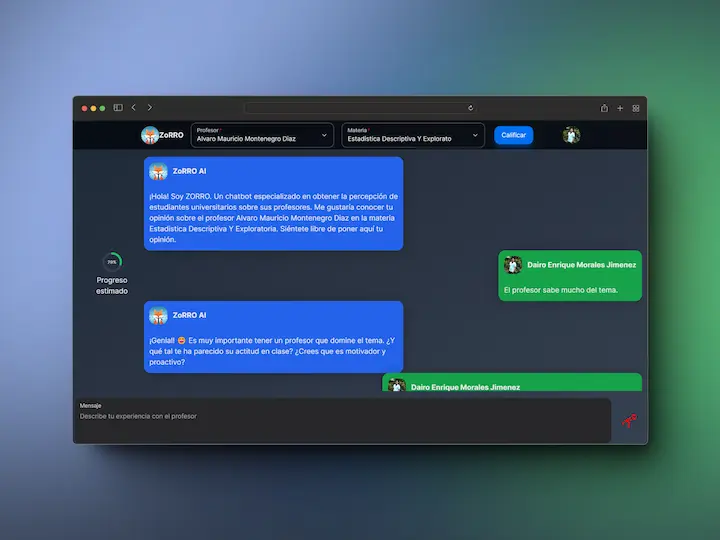 ZoRRO
Profesor*
Alvaro Mauricio Montenegro Diaz
Materia*
Estadística Descriptiva Y Explorato
Calificar
ZoRRO AI
¡Hola! Soy ZORRO. Un chatbot especializado en obtener la percepción de
estudiantes universitarios sobre sus profesores. Me gustaría conocer tu
opinión sobre el profesor Alvaro Mauricio Montenegro Diaz en la materia
Estadística Descriptiva Y Exploratoria. Siéntete libre de poner aquí tu
opinión.
70%
Progreso
estimado
Dairo Enrique Morales Jimenez
El profesor sabe mucho del tema.
ZoRRO AI
¡Genial! 😊 Es muy importante tener un profesor que domine el tema. ¿Y
qué tal te ha parecido su actitud en clase? ¿Crees que es motivador y
proactivo?
Dairo Enrique Morales Jimenez
Mensaje
Describe tu experiencia con el profesor